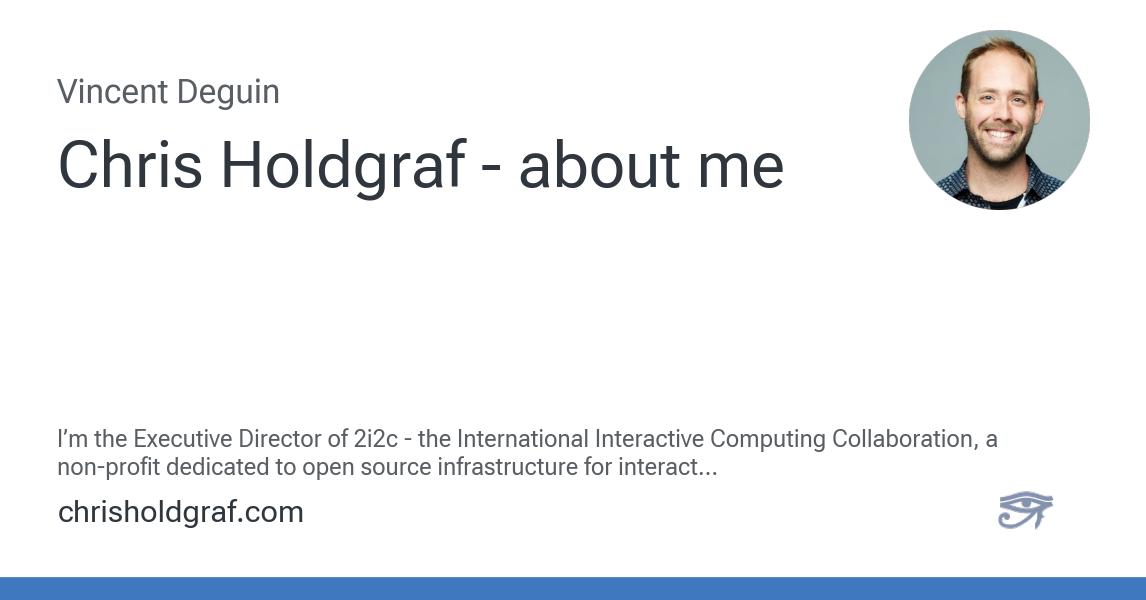 Vincent Deguin
Chris Holdgraf - about me
I’m the Executive Director of 2i2c - the International Interactive Computing Collaboration, a
non-profit dedicated to open source infrastructure for interact...
chrisholdgraf.com